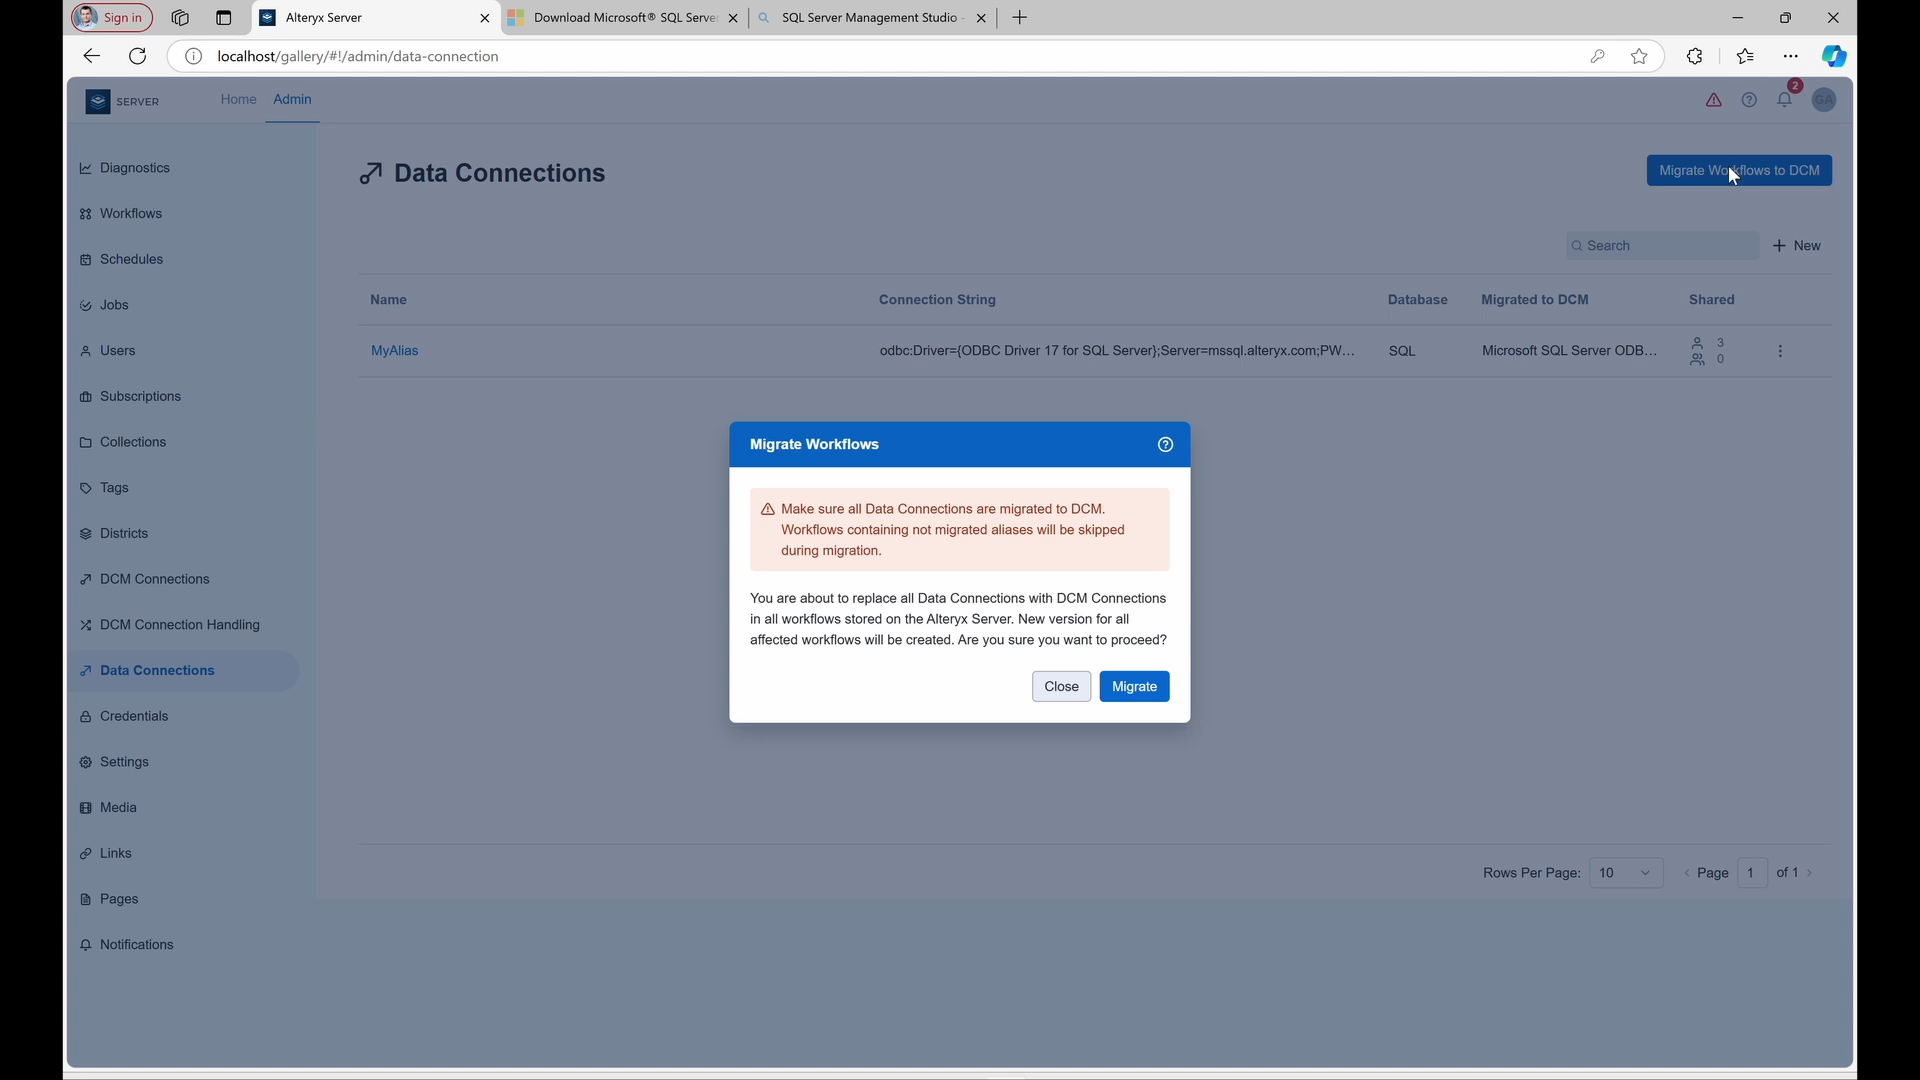 Sign in
Alteryx Server
Download Microsoft® SQL Server
SQL Server Management Studio -
localhost/gallery/#!/admin/data-connection
SERVER
Home
Admin
2
GA
Diagnostics
Workflows
Schedules
Jobs
Users
Subscriptions
Collections
Tags
Districts
DCM Connections
DCM Connection Handling
Data Connections
Credentials
Settings
Media
Links
Pages
Notifications
Data Connections
Migrate Workflows to DCM
Search
New
Name Connection String Database Migrated to DCM Shared
MyAlias odbc:Driver={ODBC Driver 17 for SQL Server};Server=mssql.alteryx.com;PW... SQL Microsoft SQL Server ODB... 3
0
Migrate Workflows
Make sure all Data Connections are migrated to DCM.
Workflows containing not migrated aliases will be skipped
during migration.
You are about to replace all Data Connections with DCM Connections
in all workflows stored on the Alteryx Server. New version for all
affected workflows will be created. Are you sure you want to proceed?
Close
Migrate
Rows Per Page: 10 Page 1 of 1